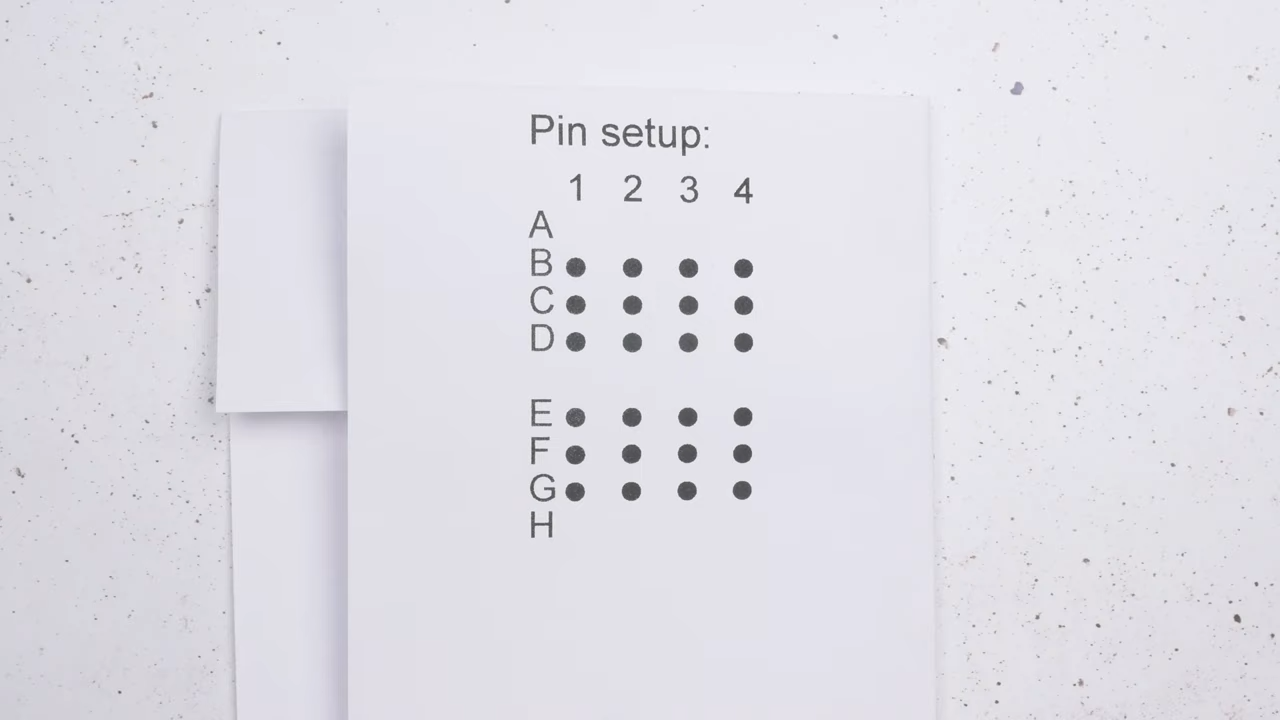 Pin setup:
1 2 3 4
A
B ● ● ● ●
C ● ● ● ●
D ● ● ● ●
E ● ● ● ●
F ● ● ● ●
G ● ● ● ●
H